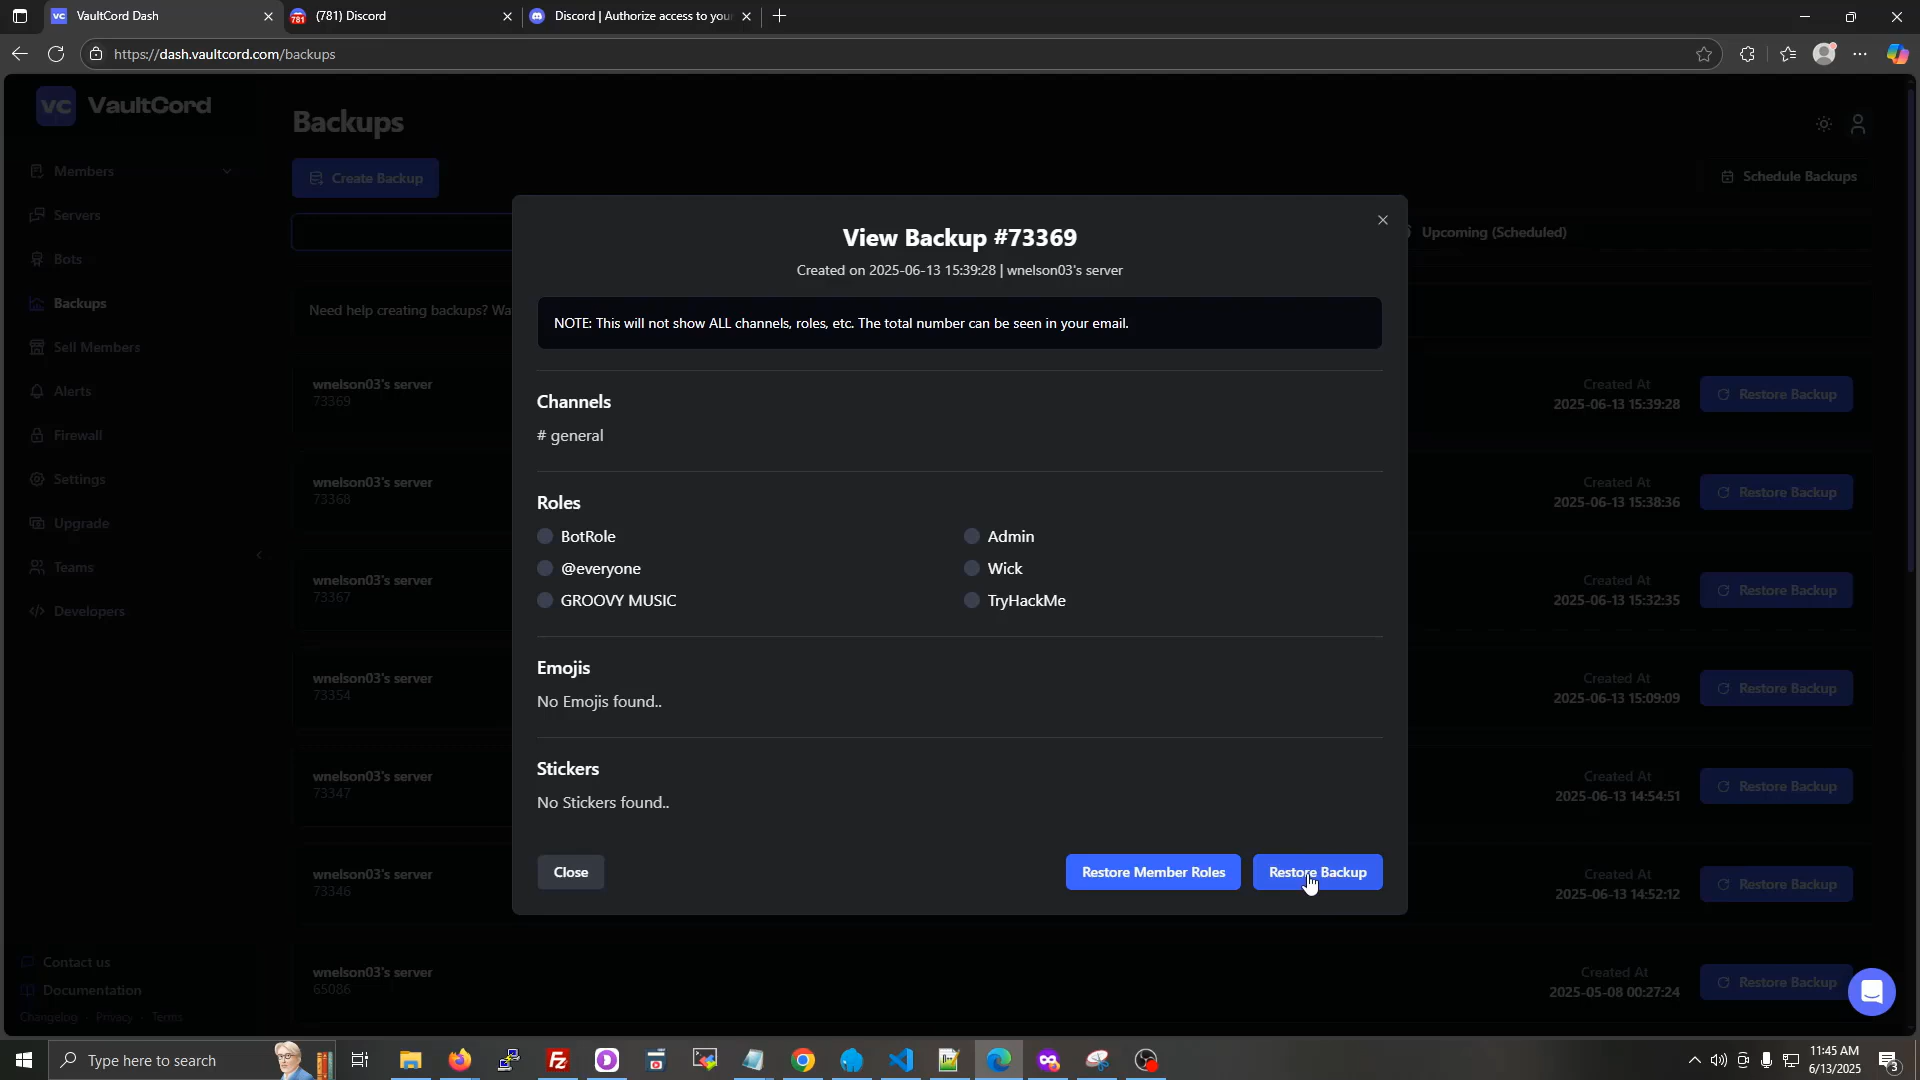 VaultCord Dash
(781) Discord
Discord | Authorize access to your
https://dash.vaultcord.com/backups
VC VaultCord
Members
Servers
Bots
Backups
Sell Members
Alerts
Firewall
Settings
Upgrade
Teams
Developers
Contact us
Documentation
Changelog · Privacy · Terms
Backups
Create Backup
Schedule Backups
Upcoming (Scheduled)
Need help creating backups? Wa
wnelson03's server
73369
Created At
2025-06-13 15:39:28
Restore Backup
wnelson03's server
73368
Created At
2025-06-13 15:38:36
Restore Backup
wnelson03's server
73367
Created At
2025-06-13 15:32:35
Restore Backup
wnelson03's server
73354
Created At
2025-06-13 15:09:09
Restore Backup
wnelson03's server
73347
Created At
2025-06-13 14:54:51
Restore Backup
wnelson03's server
73346
Created At
2025-06-13 14:52:12
Restore Backup
wnelson03's server
65086
Created At
2025-05-08 00:27:24
Restore Backup
View Backup #73369
Created on 2025-06-13 15:39:28 | wnelson03's server
NOTE: This will not show ALL channels, roles, etc. The total number can be seen in your email.
Channels
# general
Roles
BotRole
Admin
@everyone
Wick
GROOVY MUSIC
TryHackMe
Emojis
No Emojis found..
Stickers
No Stickers found..
Close
Restore Member Roles
Restore Backup
Type here to search
11:45 AM
6/13/2025
3